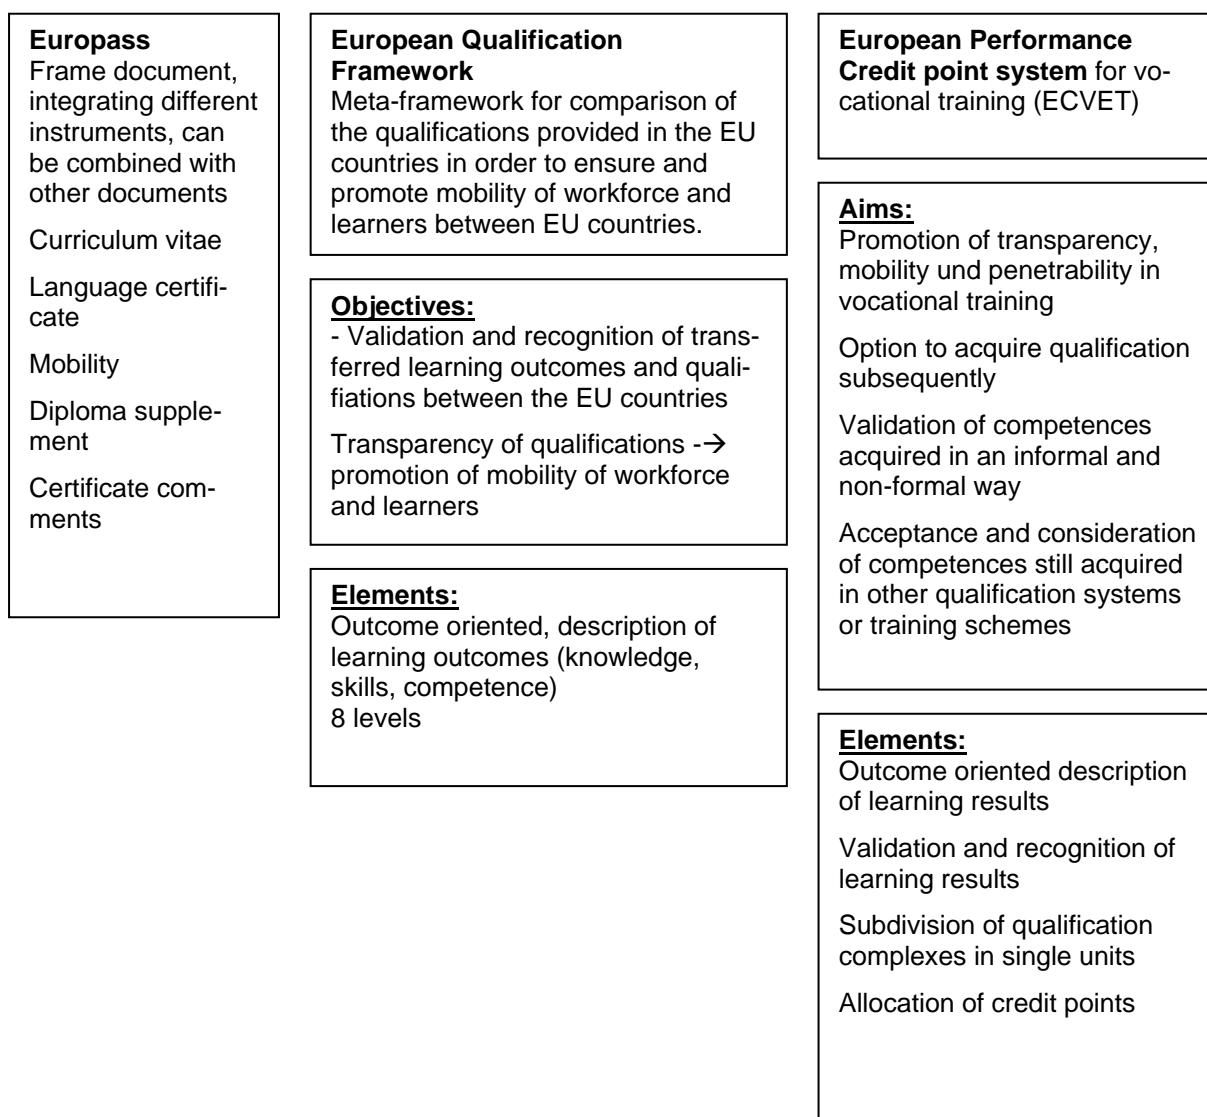 Europass
Frame document,
integrating different
instruments, can
be combined with
other documents
Curriculum vitae
Language certifi-
cate
Mobility
Diploma supple-
ment
Certificate com-
ments
European Qualification
Framework
Meta-framework for comparison of
the qualifications provided in the EU
countries in order to ensure and
promote mobility of workforce and
learners between EU countries.
Objectives:
- Validation and recognition of trans-
ferred learning outcomes and quali-
fiations between the EU countries
Transparency of qualifications -→
promotion of mobility of workforce
and learners
Elements:
Outcome oriented, description of
learning outcomes (knowledge,
skills, competence)
8 levels
European Performance
Credit point system for vo-
cational training (ECVET)
Aims:
Promotion of transparency,
mobility und penetrability in
vocational training
Option to acquire qualification
subsequently
Validation of competences
acquired in an informal and
non-formal way
Acceptance and consideration
of competences still acquired
in other qualification systems
or training schemes
Elements:
Outcome oriented description
of learning results
Validation and recognition of
learning results
Subdivision of qualification
complexes in single units
Allocation of credit points